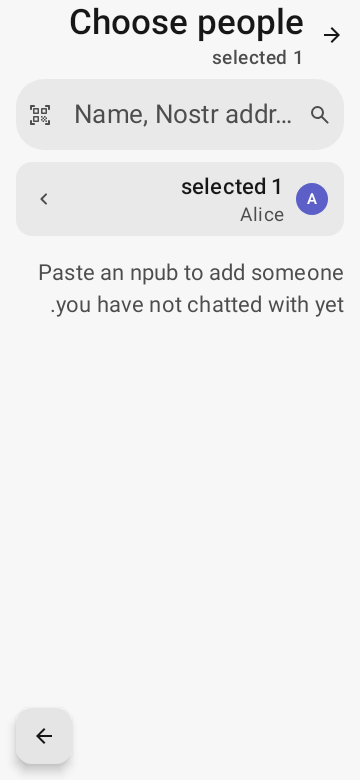 Choose people
selected 1
Name, Nostr addr...
selected 1
A
Alice
Paste an npub to add someone
.you have not chatted with yet